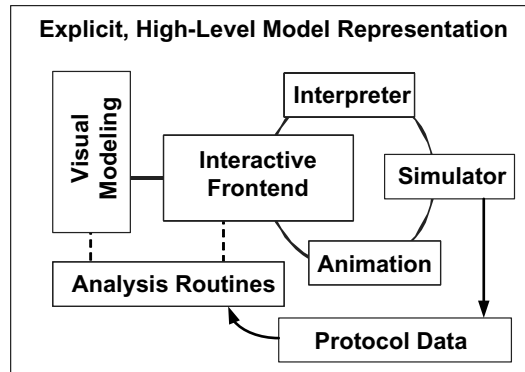 Explicit, High-Level Model Representation
Visual
Modeling
Interactive
Frontend
Interpreter
Simulator
Animation
Analysis Routines
Protocol Data